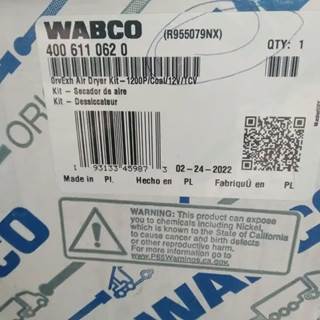 WABCO
(R955079NX)
400 611 062 0
QTY: 1
DrvExh Air Dryer Kit-1200P/Coal/12V/TCV
Kit - Secador de aire
Kit - Dessiccateur
1 93133 45987 3
02-24-2022
Made in PL
Hecho en PL
Fabriqué en PL
WARNING: This product can expose
you to chemicals including Nickel,
which is known to the State of California
to cause cancer and birth defects
or other reproductive harm.
For more information go to
www.P65Warnings.ca.gov
WABCO